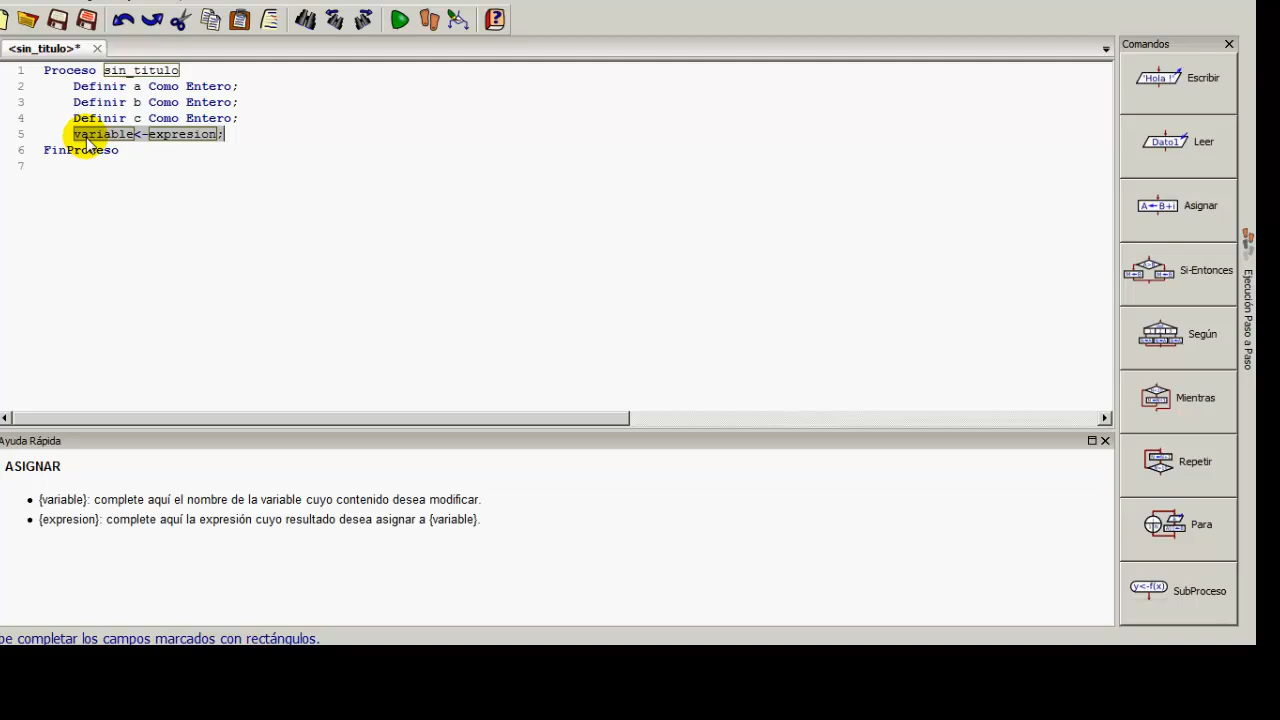 <sin_titulo>*
1 Proceso sin_titulo
2 Definir a Como Entero;
3 Definir b Como Entero;
4 Definir c Como Entero;
5 variable<-expresion;
6 FinProceso
7
Comandos
'Hola !' Escribir
Dato1 Leer
A←B+i Asignar
Si-Entonces
Según
Mientras
Repetir
Para
y<-f(x) SubProceso
Ejecución Paso a Paso
Ayuda Rápida
ASIGNAR
• {variable}: complete aquí el nombre de la variable cuyo contenido desea modificar.
• {expresion}: complete aquí la expresión cuyo resultado desea asignar a {variable}.
be completar los campos marcados con rectángulos.